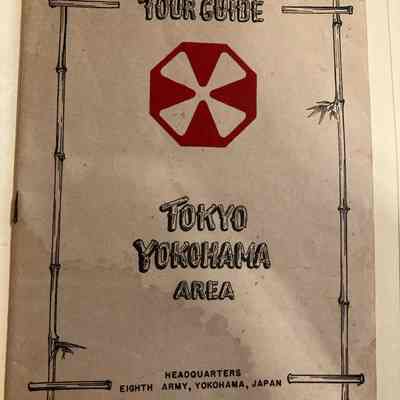 TOUR GUIDE
TOKYO
YOKOHAMA
AREA
HEADQUARTERS
EIGHTH ARMY, YOKOHAMA, JAPAN